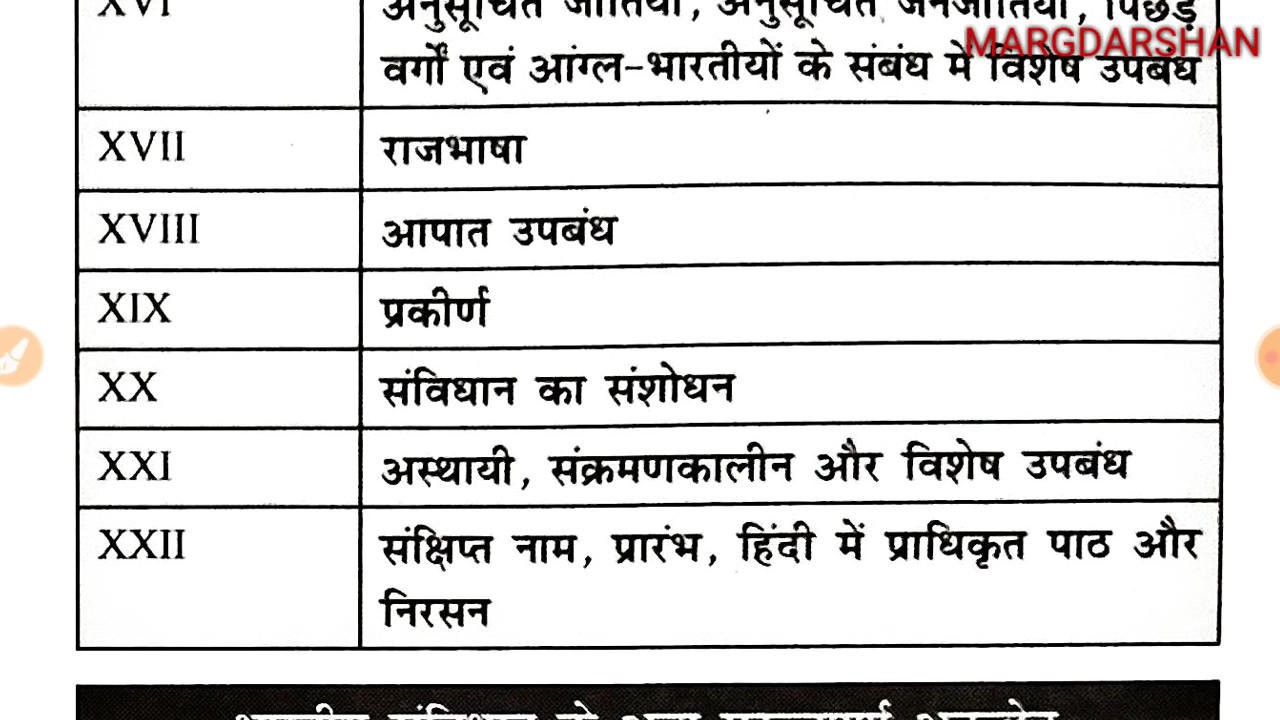 XVI अनुसूचित जातियों, अनुसूचित जनजातियों, पिछड़े
MARGDARSHAN
वर्गों एवं आंग्ल-भारतीयों के संबंध में विशेष उपबंध
XVII राजभाषा
XVIII आपात उपबंध
XIX प्रकीर्ण
XX संविधान का संशोधन
XXI अस्थायी, संक्रमणकालीन और विशेष उपबंध
XXII संक्षिप्त नाम, प्रारंभ, हिंदी में प्राधिकृत पाठ और
निरसन